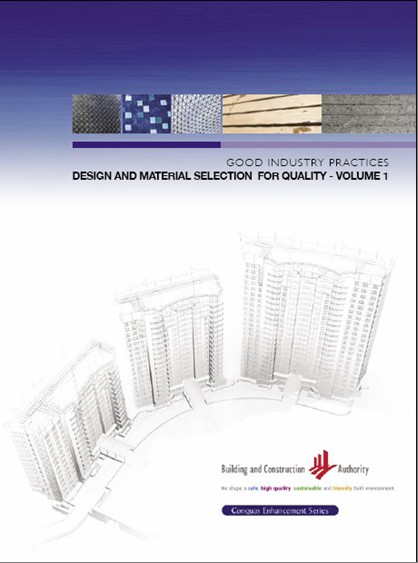 GOOD INDUSTRY PRACTICES
DESIGN AND MATERIAL SELECTION FOR QUALITY - VOLUME 1
Building and Construction Authority
We shape a safe, high quality, sustainable and friendly built environment.
Conquas Enhancement Series